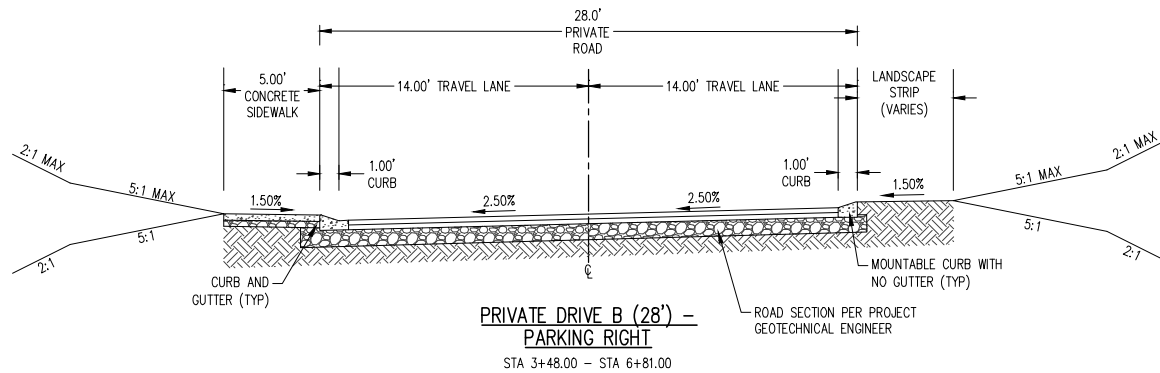 28.0'
PRIVATE
ROAD
5.00'
CONCRETE
SIDEWALK
14.00' TRAVEL LANE
14.00' TRAVEL LANE
LANDSCAPE
STRIP
(VARIES)
2:1 MAX
5:1 MAX
1.00'
CURB
1.00'
CURB
2:1 MAX
5:1 MAX
1.50%
2.50%
2.50%
1.50%
5:1
2:1
5:1
2:1
CURB AND
GUTTER (TYP)
℄
MOUNTABLE CURB WITH
NO GUTTER (TYP)
ROAD SECTION PER PROJECT
GEOTECHNICAL ENGINEER
PRIVATE DRIVE B (28') –
PARKING RIGHT
STA 3+48.00 – STA 6+81.00